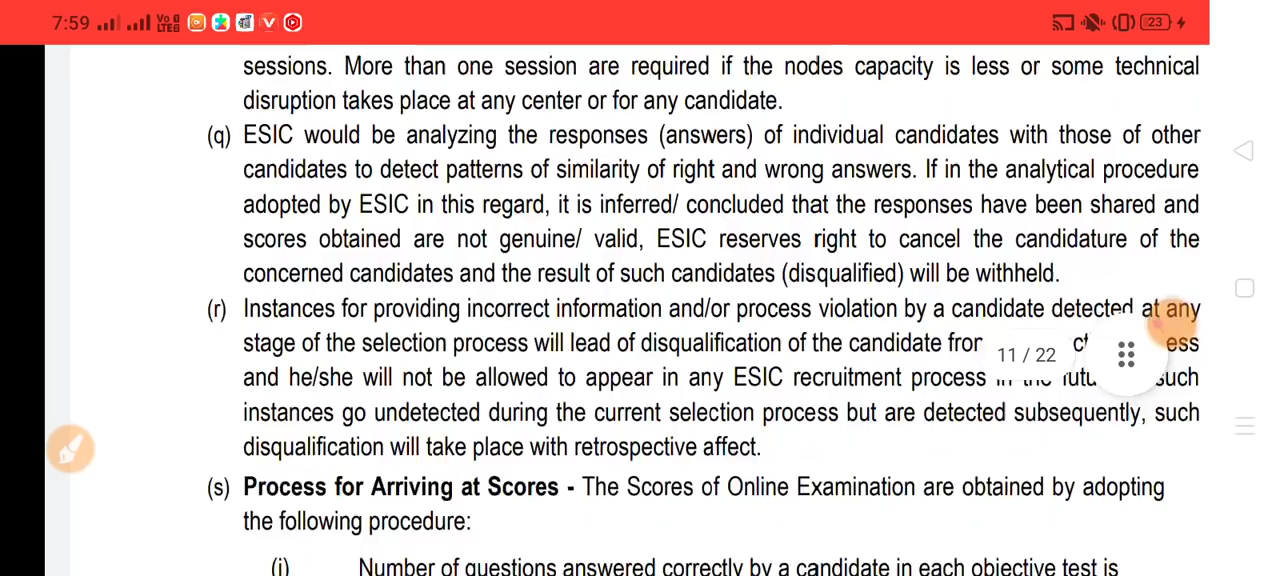 7:59 Vo LTE 23
sessions. More than one session are required if the nodes capacity is less or some technical
disruption takes place at any center or for any candidate.
(q) ESIC would be analyzing the responses (answers) of individual candidates with those of other
candidates to detect patterns of similarity of right and wrong answers. If in the analytical procedure
adopted by ESIC in this regard, it is inferred/ concluded that the responses have been shared and
scores obtained are not genuine/ valid, ESIC reserves right to cancel the candidature of the
concerned candidates and the result of such candidates (disqualified) will be withheld.
(r) Instances for providing incorrect information and/or process violation by a candidate detected at any
stage of the selection process will lead of disqualification of the candidate from
11 / 22
and he/she will not be allowed to appear in any ESIC recruitment process in the such
instances go undetected during the current selection process but are detected subsequently, such
disqualification will take place with retrospective affect.
(s) Process for Arriving at Scores - The Scores of Online Examination are obtained by adopting
the following procedure:
(i) Number of questions answered correctly by a candidate in each objective test is